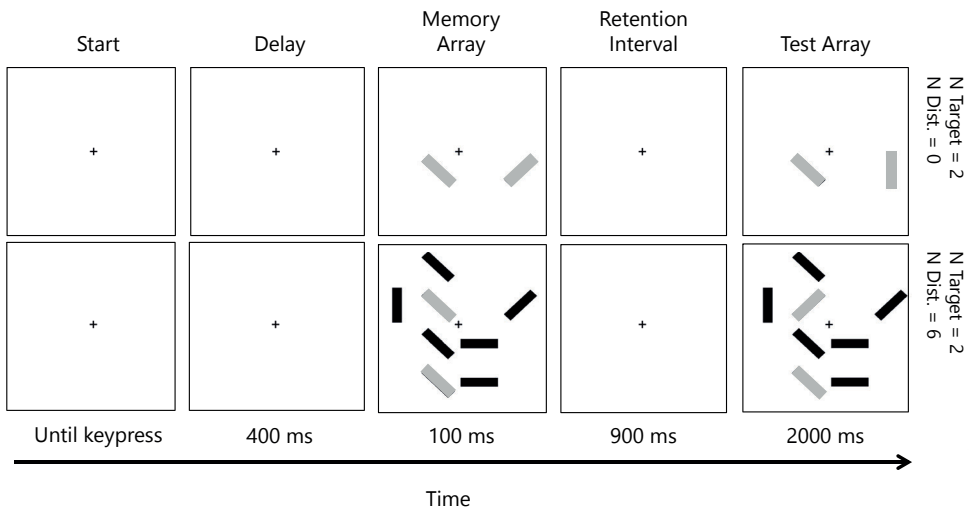 Start
Delay
Memory
Array
Retention
Interval
Test Array
N Target = 2
N Dist. = 0
N Target = 2
N Dist. = 6
Until keypress
400 ms
100 ms
900 ms
2000 ms
Time